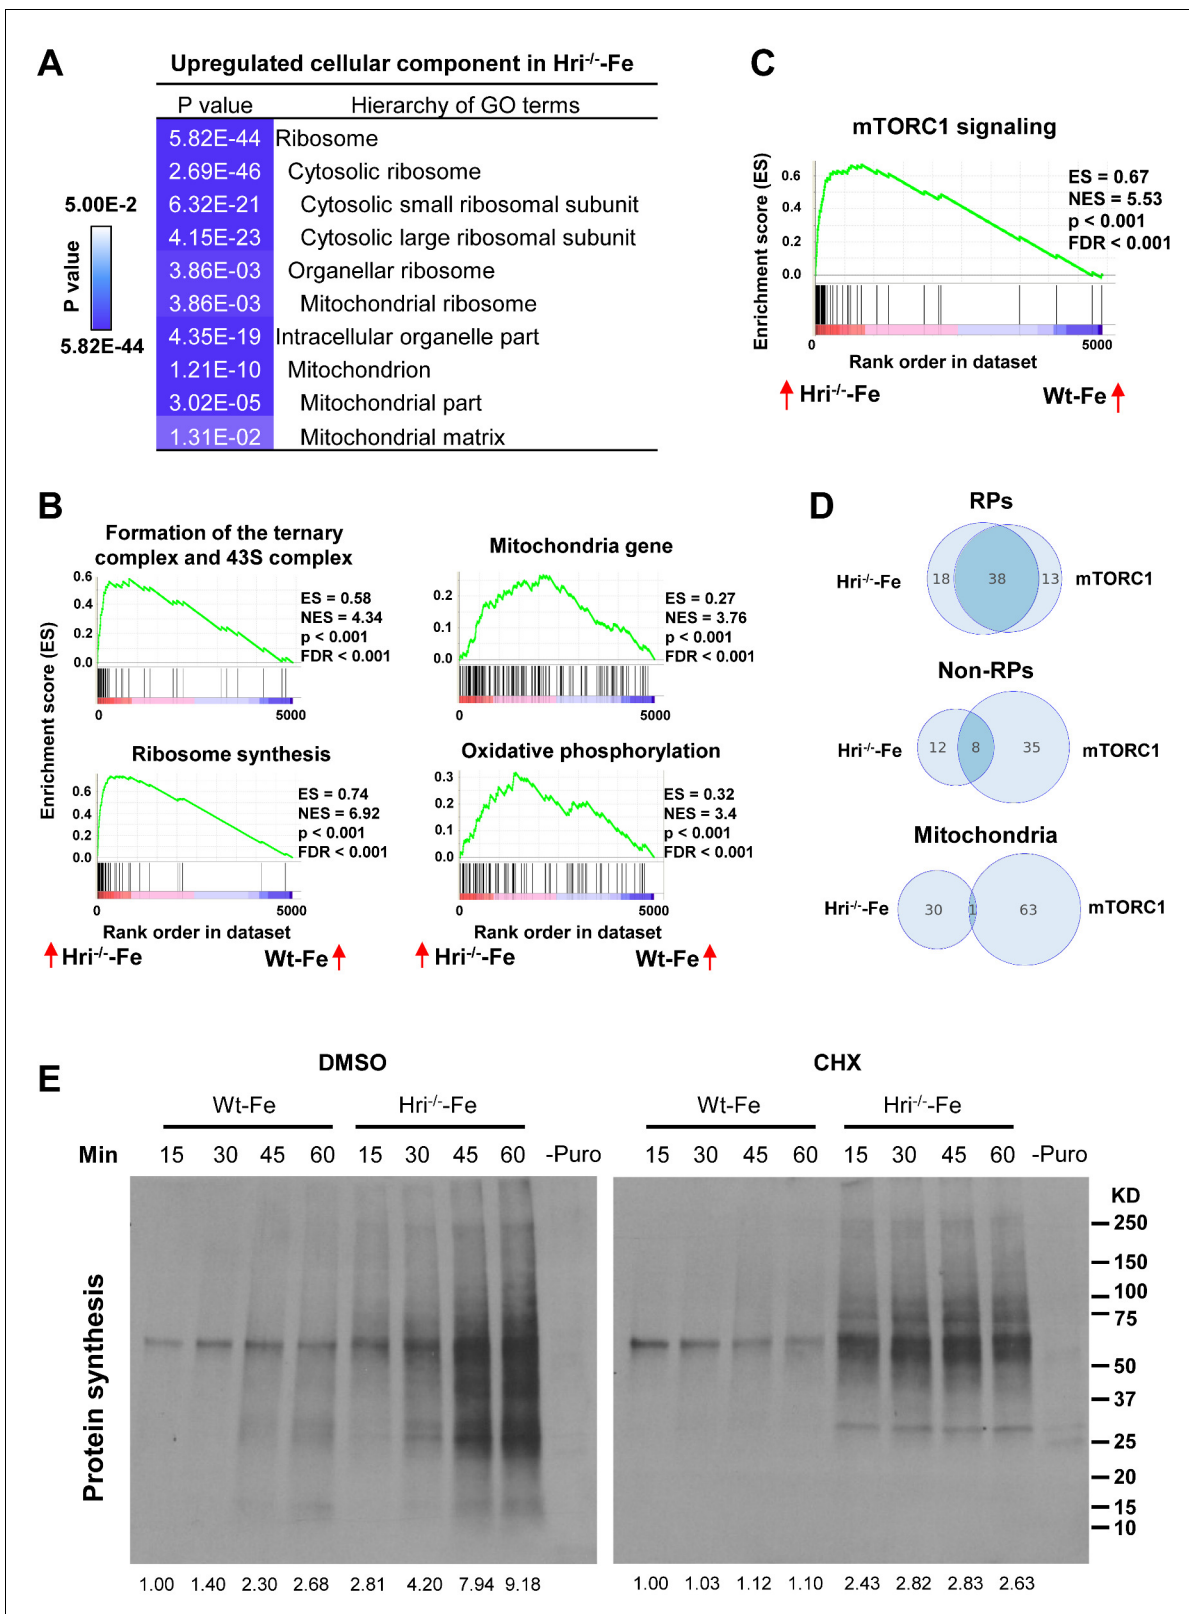 A
Upregulated cellular component in Hri-/--Fe
P value Hierarchy of GO terms
5.82E-44 Ribosome
2.69E-46 Cytosolic ribosome
6.32E-21 Cytosolic small ribosomal subunit
4.15E-23 Cytosolic large ribosomal subunit
3.86E-03 Organellar ribosome
3.86E-03 Mitochondrial ribosome
4.35E-19 Intracellular organelle part
1.21E-10 Mitochondrion
3.02E-05 Mitochondrial part
1.31E-02 Mitochondrial matrix
5.00E-2
P value
5.82E-44
B
Formation of the ternary
complex and 43S complex
Enrichment score (ES)
0.6
0.4
0.2
0.0
ES = 0.58
NES = 4.34
p < 0.001
FDR < 0.001
0 5000
Mitochondria gene
0.2
0.1
0.0
ES = 0.27
NES = 3.76
p < 0.001
FDR < 0.001
0 5000
Ribosome synthesis
0.6
0.4
0.2
0
ES = 0.74
NES = 6.92
p < 0.001
FDR < 0.001
0 5000
Rank order in dataset
Hri-/--Fe Wt-Fe
Oxidative phosphorylation
0.3
0.2
0.1
0.0
ES = 0.32
NES = 3.4
p < 0.001
FDR < 0.001
0 5000
Rank order in dataset
Hri-/--Fe Wt-Fe
C
mTORC1 signaling
Enrichment score (ES)
0.6
0.4
0.2
0.0
ES = 0.67
NES = 5.53
p < 0.001
FDR < 0.001
0 5000
Rank order in dataset
Hri-/--Fe Wt-Fe
D
RPs
Hri-/--Fe 18 38 13 mTORC1
Non-RPs
Hri-/--Fe 12 8 35 mTORC1
Mitochondria
Hri-/--Fe 30 1 63 mTORC1
E
DMSO CHX
Wt-Fe Hri-/--Fe Wt-Fe Hri-/--Fe
Min 15 30 45 60 15 30 45 60 -Puro 15 30 45 60 15 30 45 60 -Puro
Protein synthesis
KD
250
150
100
75
50
37
25
20
15
10
1.00 1.40 2.30 2.68 2.81 4.20 7.94 9.18 1.00 1.03 1.12 1.10 2.43 2.82 2.83 2.63